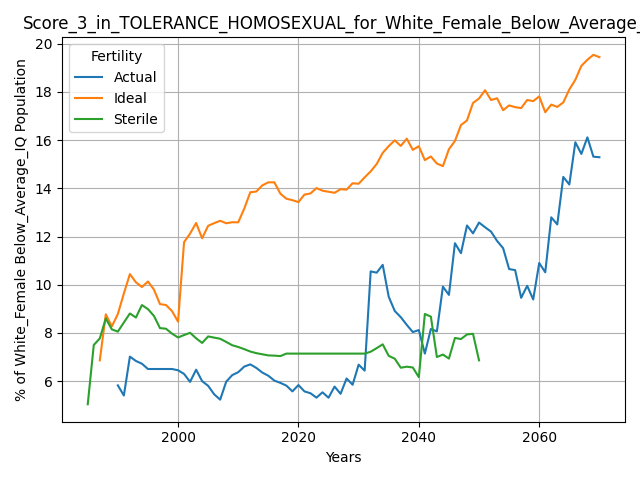 Score_3_in_TOLERANCE_HOMOSEXUAL_for_White_Female_Below_Average_
Fertility
Actual
Ideal
Sterile
% of White_Female Below_Average_IQ Population
20
18
16
14
12
10
8
6
2000
2020
2040
2060
Years